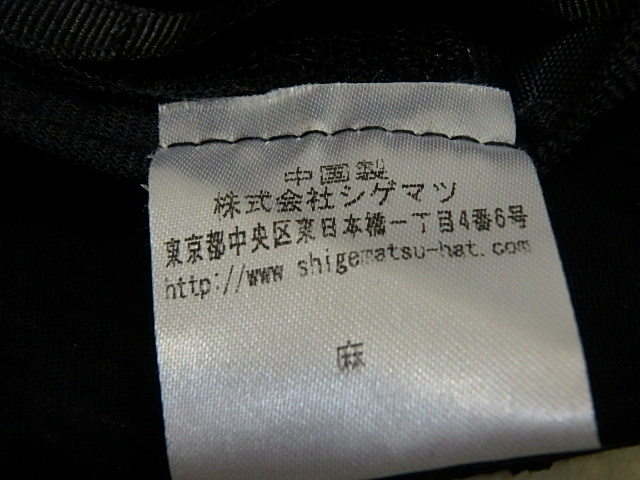 中国製
株式会社シゲマツ
東京都中央区東日本橋一丁目4番6号
http://www shigematsu-hat.com
麻